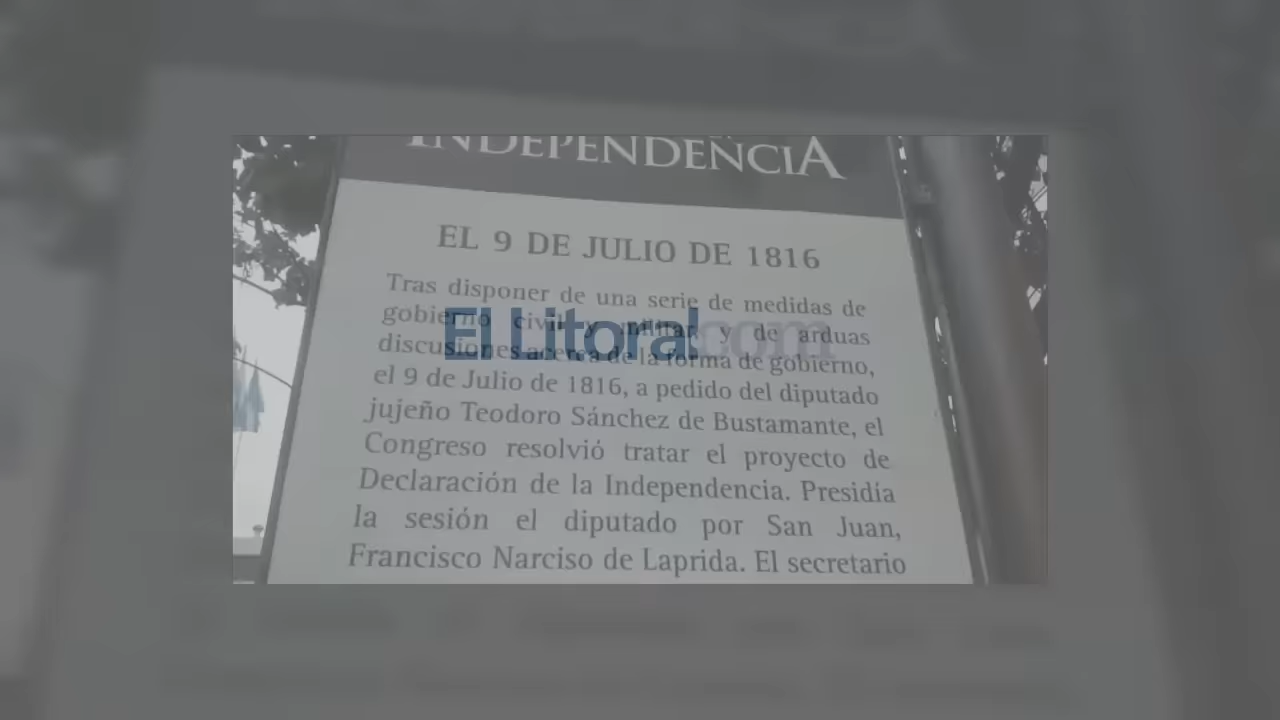 INDEPENDENCIA
EL 9 DE JULIO DE 1816
Tras disponer de una serie de medidas de
gobierno civil y militar y de arduas
discusiones acerca de la forma de gobierno,
el 9 de Julio de 1816, a pedido del diputado
jujeño Teodoro Sánchez de Bustamante, el
Congreso resolvió tratar el proyecto de
Declaración de la Independencia. Presidía
la sesión el diputado por San Juan,
Francisco Narciso de Laprida. El secretario
El Litoral.com